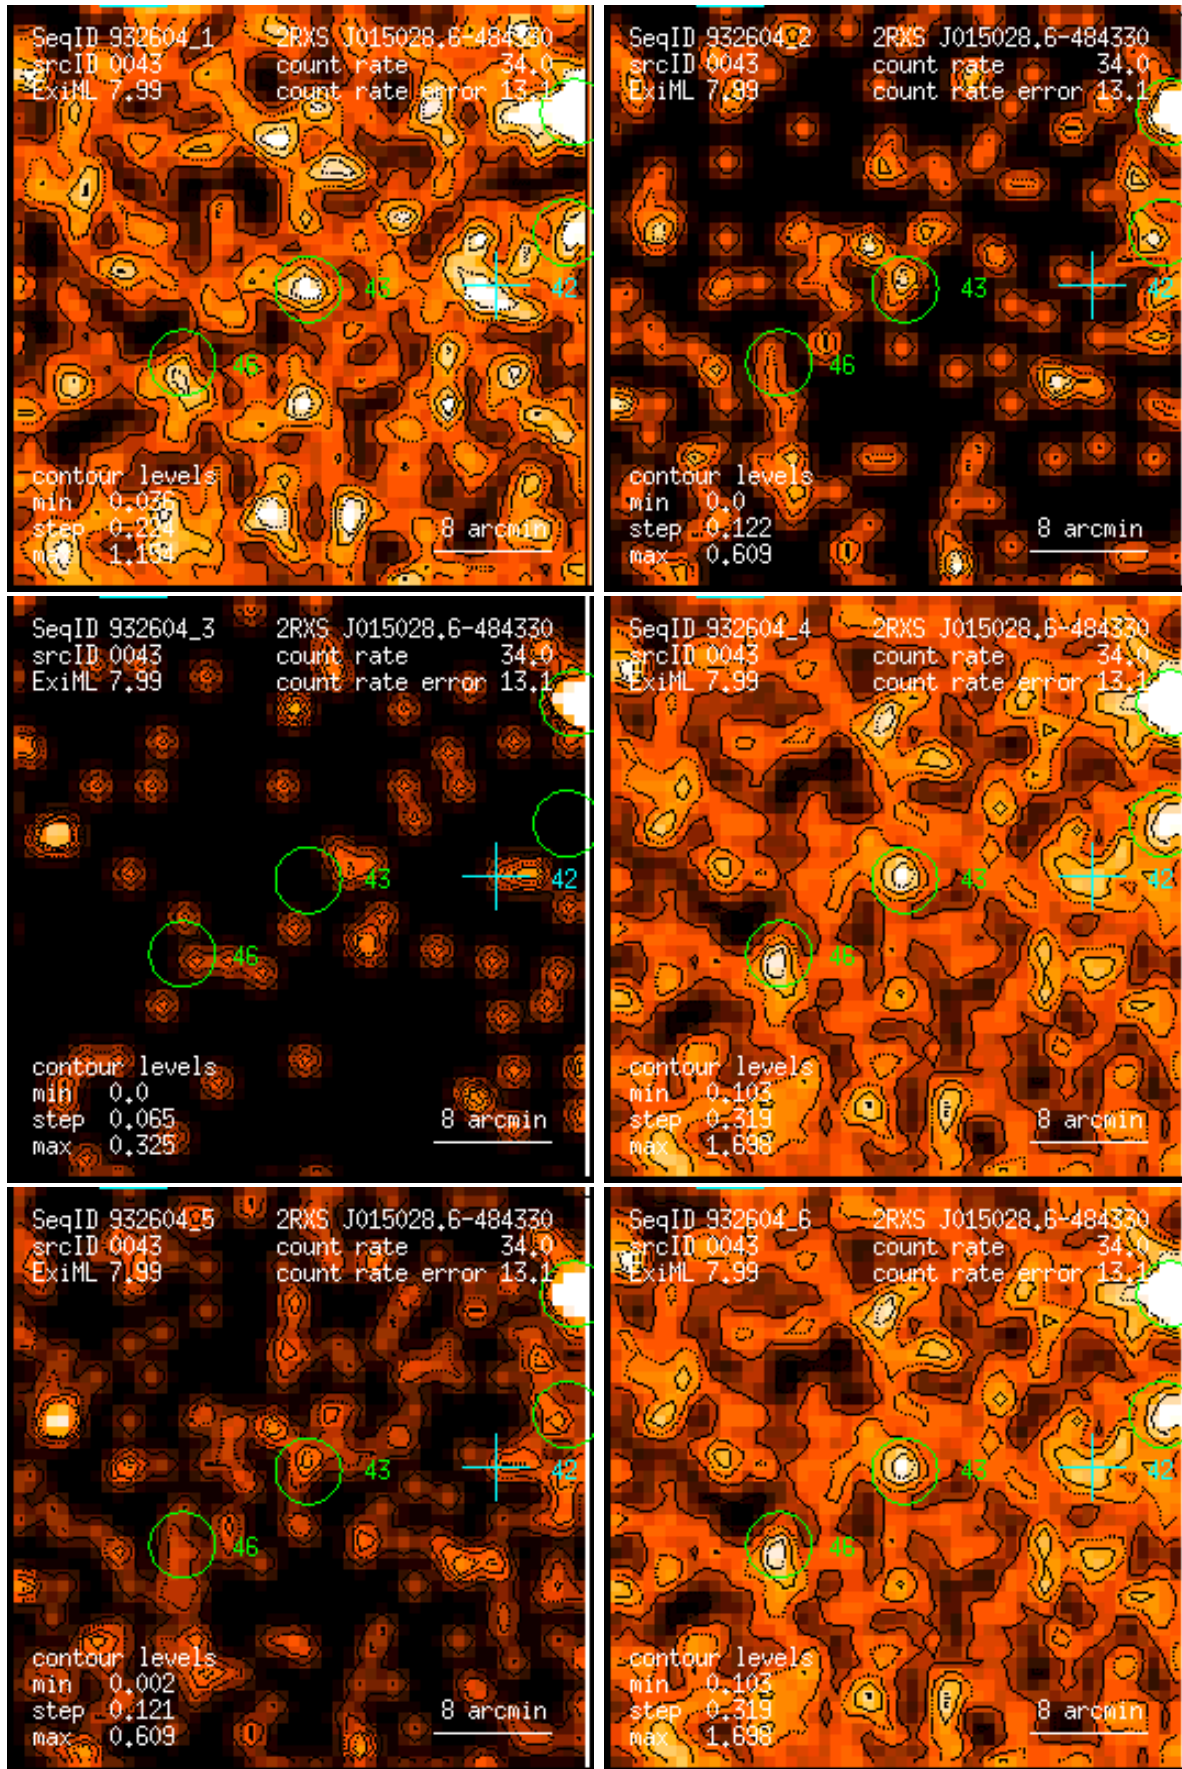 SeqID 932604_1 2RXS J015028.6-484330
srcID 0043 count rate 34.0
ExiML 7.99 count rate error 13.1
43
42
46
contour levels
min 0.036
step 0.224
max 1.154
8 arcmin
SeqID 932604_2 2RXS J015028.6-484330
srcID 0043 count rate 34.0
ExiML 7.99 count rate error 13.1
43
42
46
contour levels
min 0.0
step 0.122
max 0.609
8 arcmin
SeqID 932604_3 2RXS J015028.6-484330
srcID 0043 count rate 34.0
ExiML 7.99 count rate error 13.1
43
42
46
contour levels
min 0.0
step 0.065
max 0.325
8 arcmin
SeqID 932604_4 2RXS J015028.6-484330
srcID 0043 count rate 34.0
ExiML 7.99 count rate error 13.1
43
42
46
contour levels
min 0.103
step 0.319
max 1.698
8 arcmin
SeqID 932604_5 2RXS J015028.6-484330
srcID 0043 count rate 34.0
ExiML 7.99 count rate error 13.1
43
42
46
contour levels
min 0.002
step 0.121
max 0.609
8 arcmin
SeqID 932604_6 2RXS J015028.6-484330
srcID 0043 count rate 34.0
ExiML 7.99 count rate error 13.1
43
42
46
contour levels
min 0.103
step 0.319
max 1.698
8 arcmin